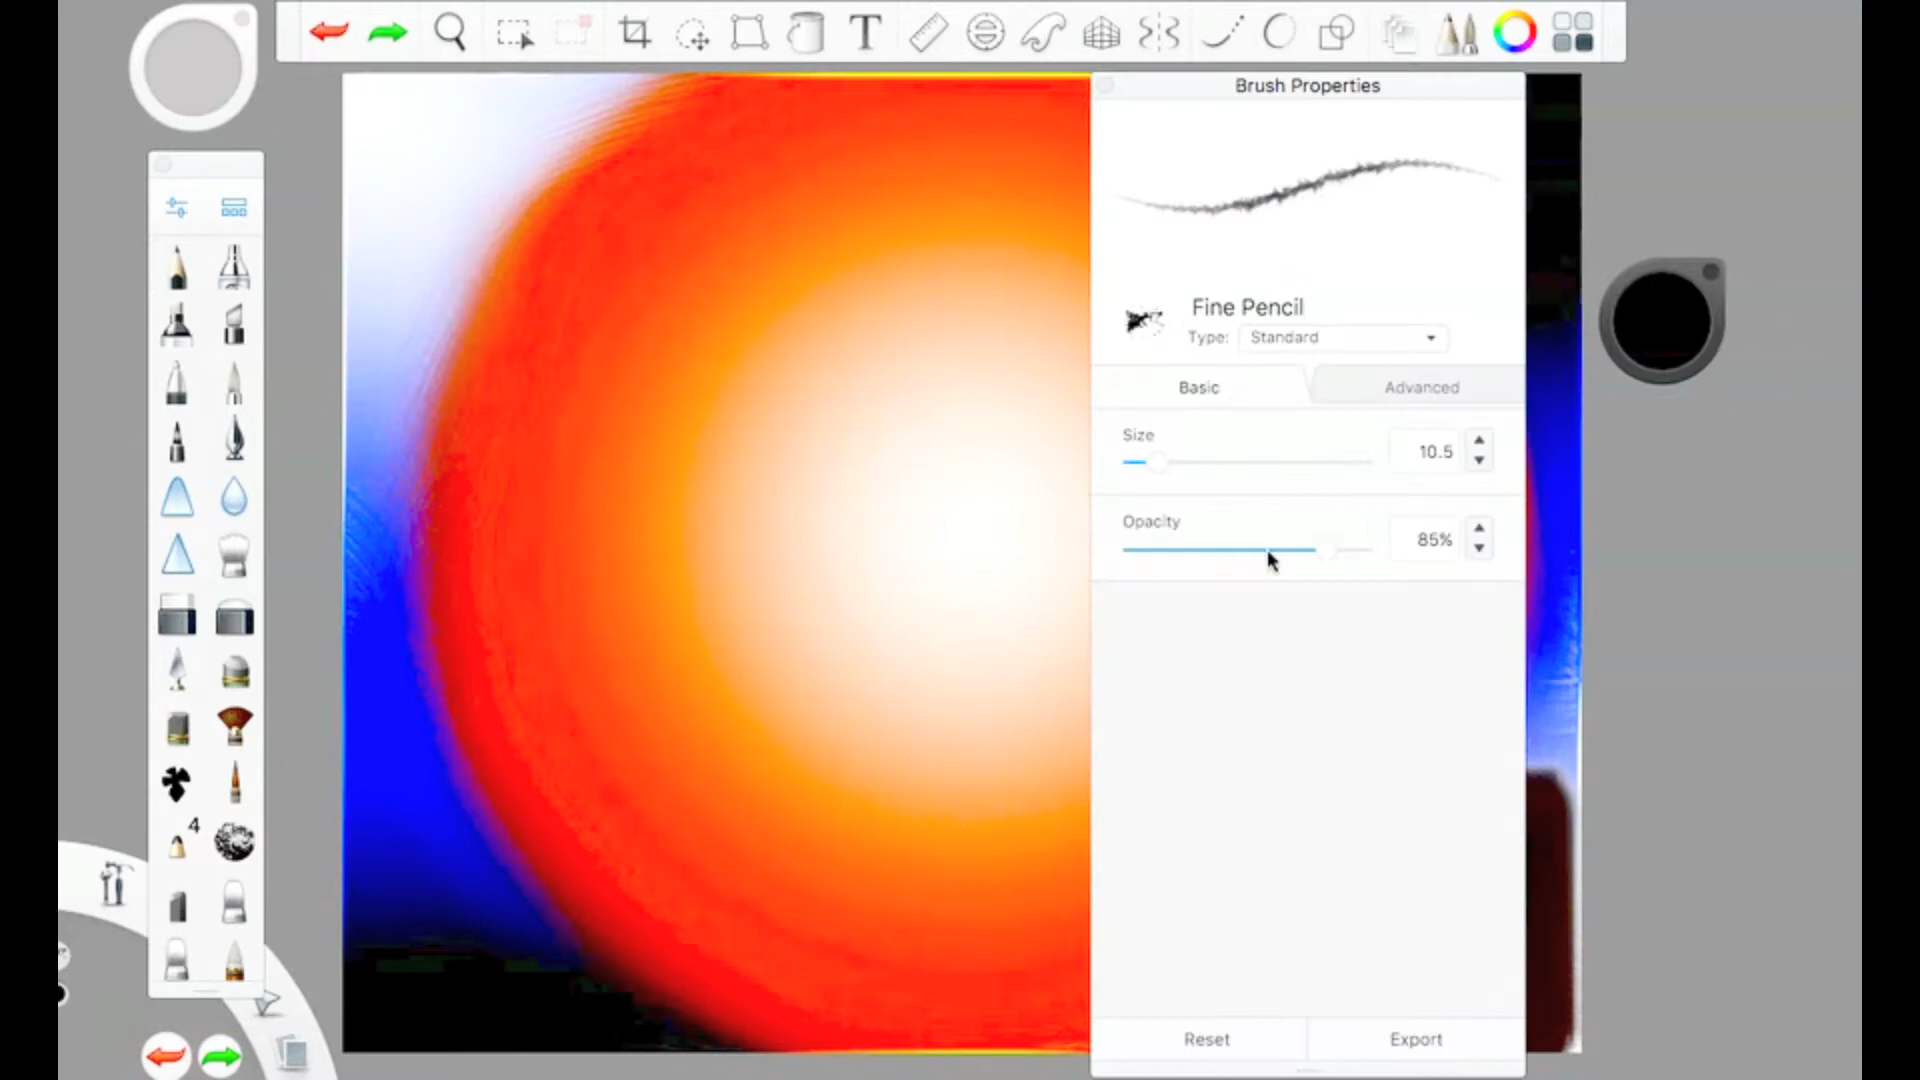 T
Brush Properties
Fine Pencil
Type: Standard
Basic Advanced
Size
10.5
Opacity
85%
4
Reset Export